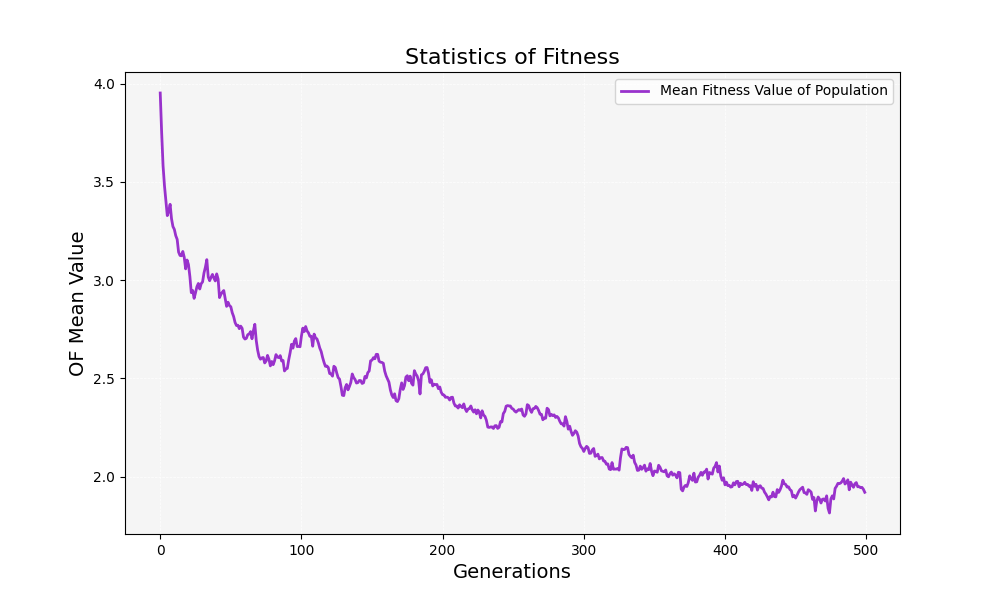 Statistics of Fitness
Mean Fitness Value of Population
OF Mean Value
4.0
3.5
3.0
2.5
2.0
0 100 200 300 400 500
Generations